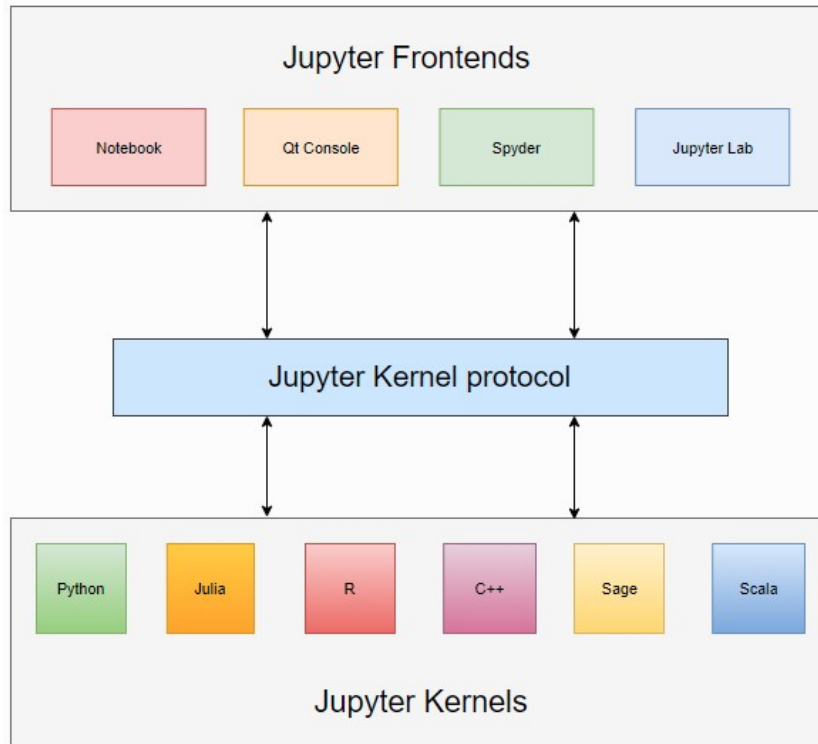 Jupyter Frontends
Notebook
Qt Console
Spyder
Jupyter Lab
Jupyter Kernel protocol
Python
Julia
R
C++
Sage
Scala
Jupyter Kernels